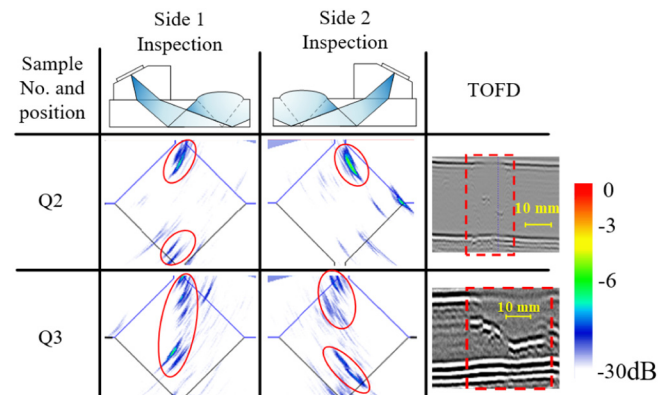 Side 1
Inspection
Side 2
Inspection
Sample
No. and
position
TOFD
Q2
10 mm
Q3
10 mm
0
-3
-6
-30dB